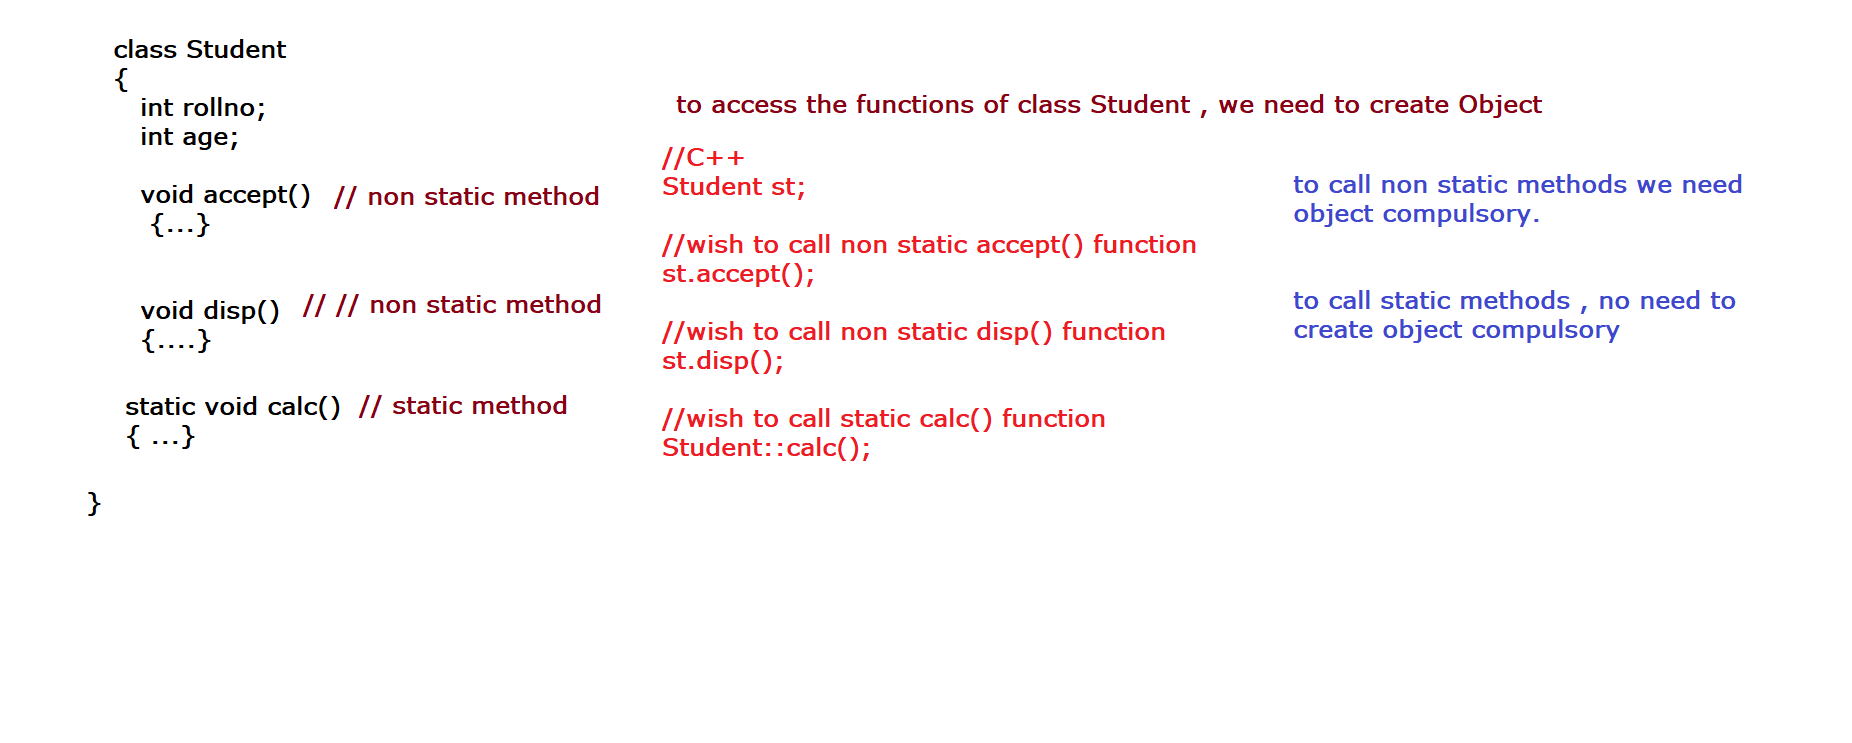 class Student
{
int rollno;
int age;
void accept() // non static method
{...}
void disp() // // non static method
{....}
static void calc() // static method
{ ...}
}
to access the functions of class Student , we need to create Object
//C++
Student st;
//wish to call non static accept() function
st.accept();
//wish to call non static disp() function
st.disp();
//wish to call static calc() function
Student::calc();
to call non static methods we need
object compulsory.
to call static methods , no need to
create object compulsory